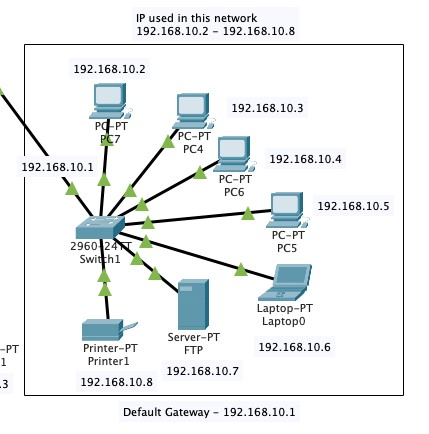 IP used in this network
192.168.10.2 - 192.168.10.8
192.168.10.2
PC-PT
PC7
192.168.10.3
PC-PT
PC4
192.168.10.4
PC-PT
PC6
192.168.10.1
192.168.10.5
PC-PT
PC5
2960-24TT
Switch1
Laptop-PT
Laptop0
192.168.10.6
Server-PT
FTP
192.168.10.7
Printer-PT
Printer1
192.168.10.8
-PT
1
.3
Default Gateway - 192.168.10.1